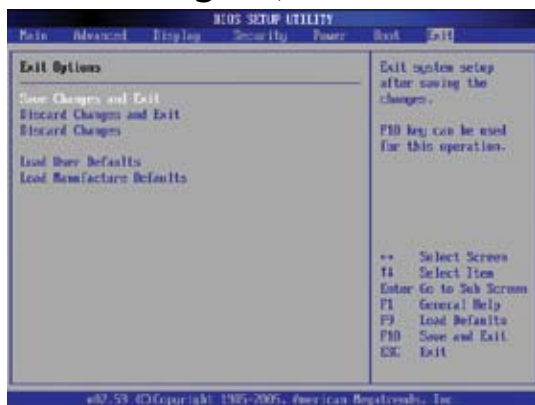 BIOS SETUP UTILITY
Main Advanced Display Security Power Boot Exit
Exit Options
Save Changes and Exit
Discard Changes and Exit
Discard Changes
Load User Defaults
Load Manufacture Defaults
Exit system setup
after saving the
changes.
F10 key can be used
for this operation.
↔ Select Screen
↑↓ Select Item
Enter Go to Sub Screen
F1 General Help
F9 Load Defaults
F10 Save and Exit
ESC Exit
v02.59 (C)Copyright 1985-2005, American Megatrends, Inc